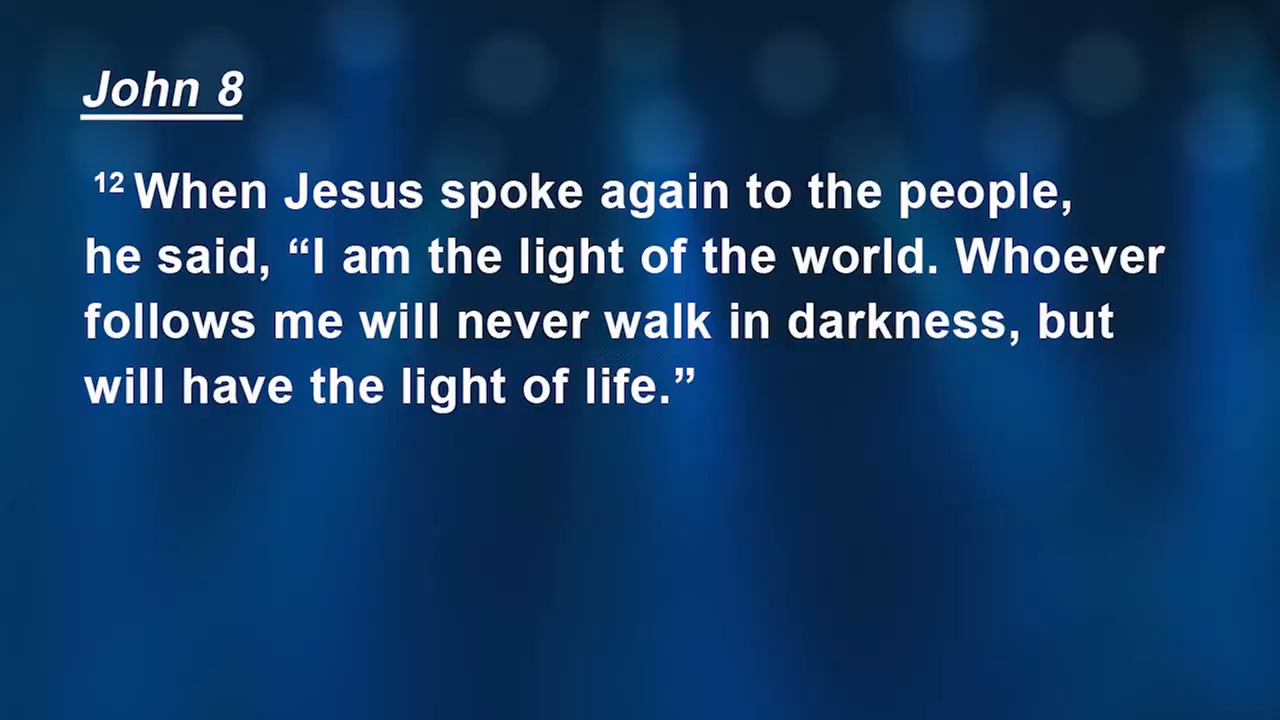 John 8
12 When Jesus spoke again to the people,
he said, “I am the light of the world. Whoever
follows me will never walk in darkness, but
will have the light of life.”